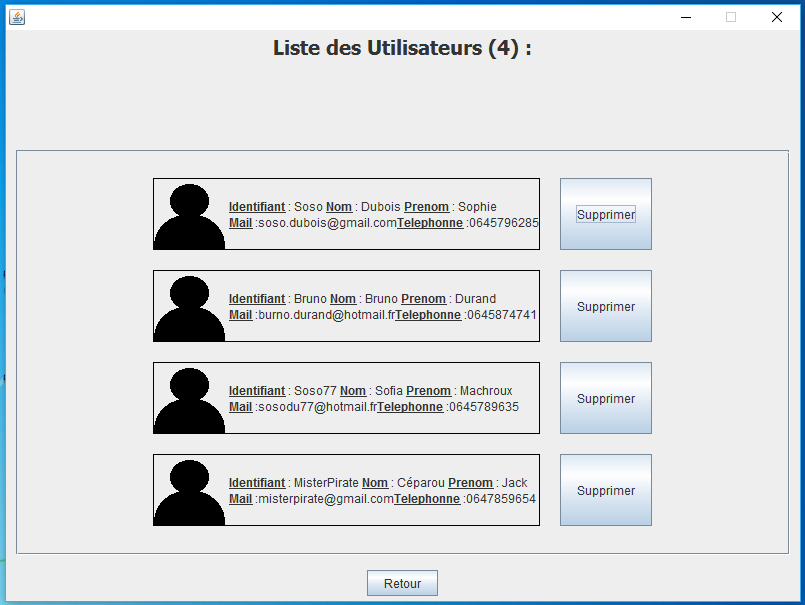 Liste des Utilisateurs (4) :
Identifiant : Soso Nom : Dubois Prenom : Sophie
Mail :soso.dubois@gmail.comTelephonne :0645796285
Supprimer
Identifiant : Bruno Nom : Bruno Prenom : Durand
Mail :burno.durand@hotmail.frTelephonne :0645874741
Supprimer
Identifiant : Soso77 Nom : Sofia Prenom : Machroux
Mail :sosodu77@hotmail.frTelephonne :0645789635
Supprimer
Identifiant : MisterPirate Nom : Céparou Prenom : Jack
Mail :misterpirate@gmail.comTelephonne :0647859654
Supprimer
Retour